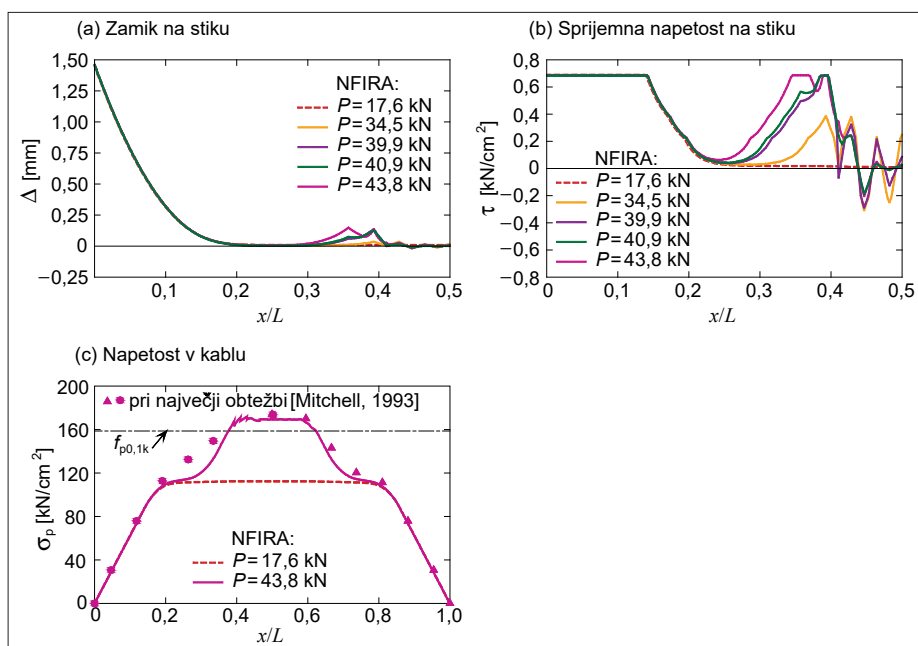 (a) Zamik na stiku
1,50
1,25
1,00
0,75
0,50
0,25
0
−0,25
Δ [mm]
NFIRA:
P = 17,6 kN
P = 34,5 kN
P = 39,9 kN
P = 40,9 kN
P = 43,8 kN
0,1
0,2
0,3
0,4
0,5
x/L
(b) Sprijemna napetost na stiku
0,8
0,6
0,4
0,2
0
−0,2
−0,4
−0,6
−0,8
τ [kN/cm²]
NFIRA:
P = 17,6 kN
P = 34,5 kN
P = 39,9 kN
P = 40,9 kN
P = 43,8 kN
0
0,1
0,2
0,3
0,4
0,5
x/L
(c) Napetost v kablu
200
160
120
80
40
0
σp [kN/cm²]
pri največji obtežbi [Mitchell, 1993]
fp0,1k
NFIRA:
P = 17,6 kN
P = 43,8 kN
0
0,2
0,4
0,6
0,8
1,0
x/L